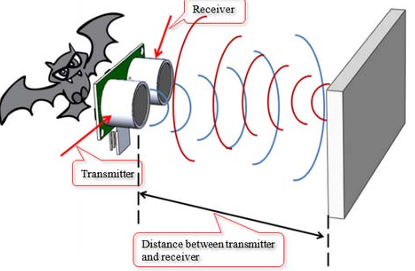 Receiver
Transmitter
Distance between transmitter
and receiver